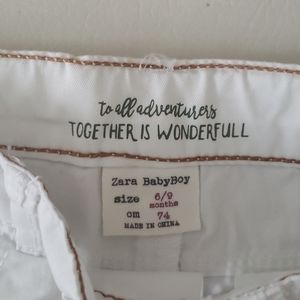 to all adventurers
TOGETHER IS WONDERFULL
Zara BabyBoy
size 6/9 months
cm 74
MADE IN CHINA